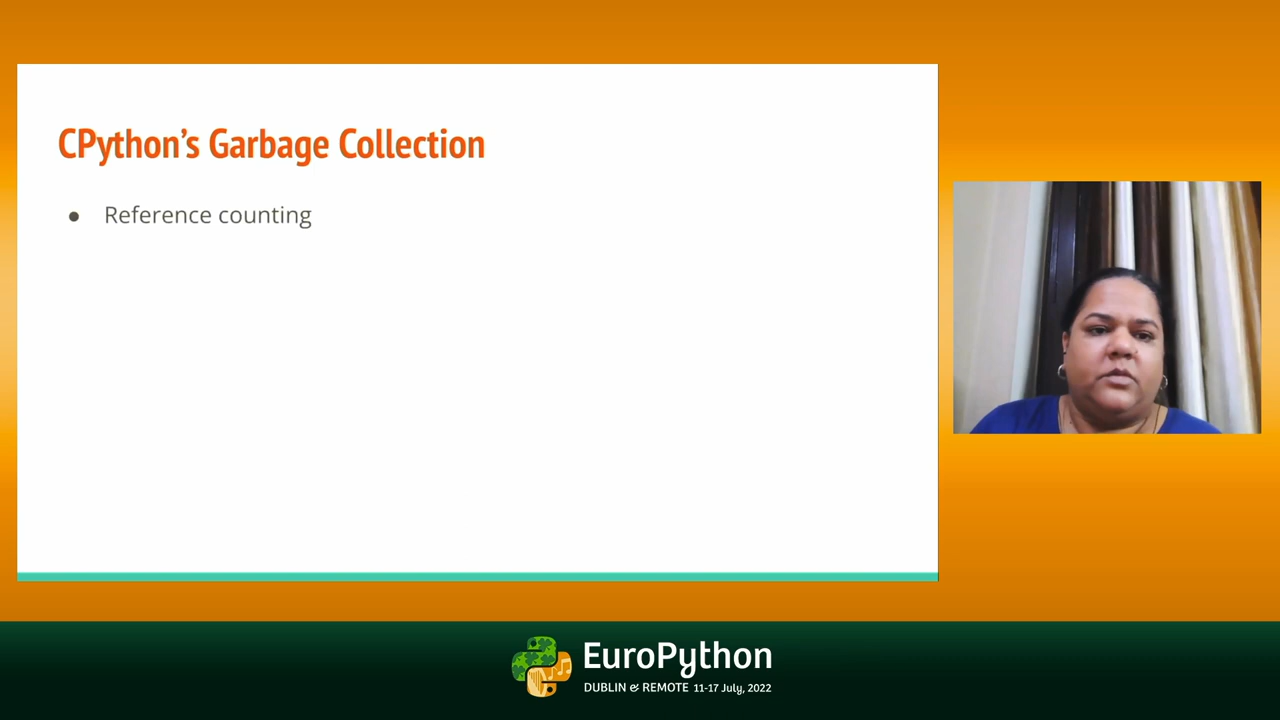 CPython’s Garbage Collection
● Reference counting
EuroPython
DUBLIN & REMOTE 11-17 July, 2022